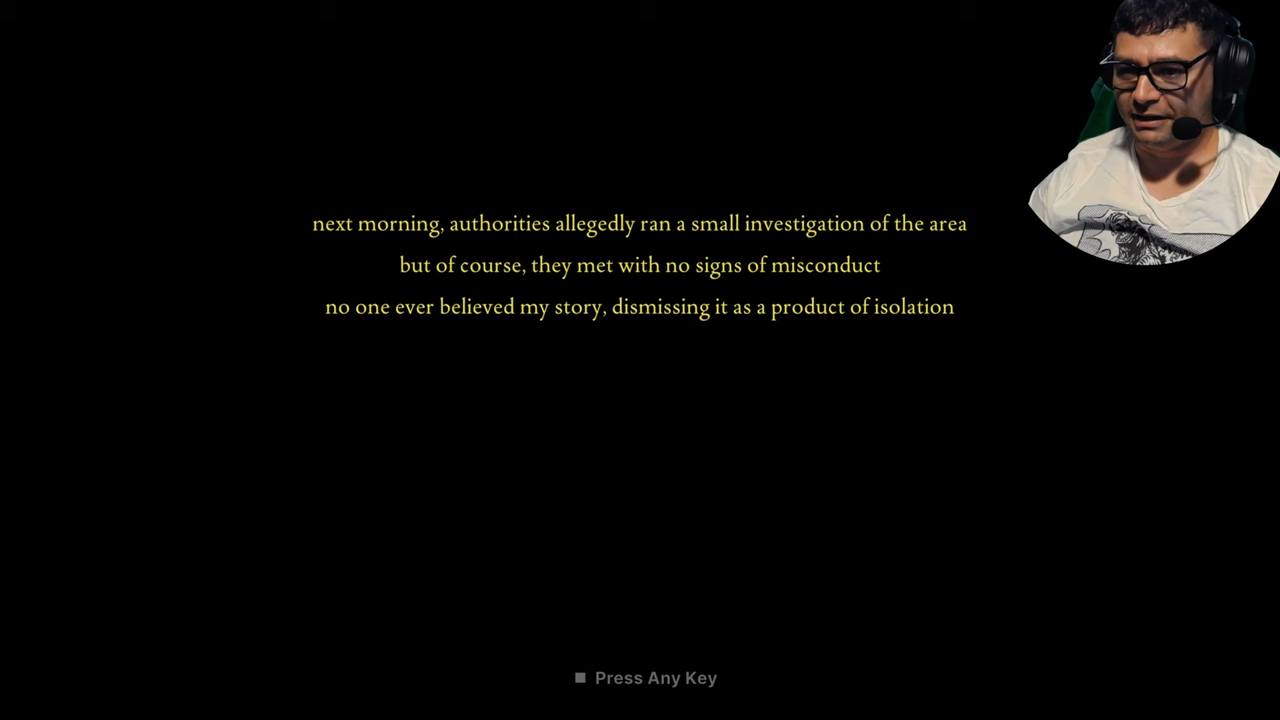 next morning, authorities allegedly ran a small investigation of the area
but of course, they met with no signs of misconduct
no one ever believed my story, dismissing it as a product of isolation
Press Any Key